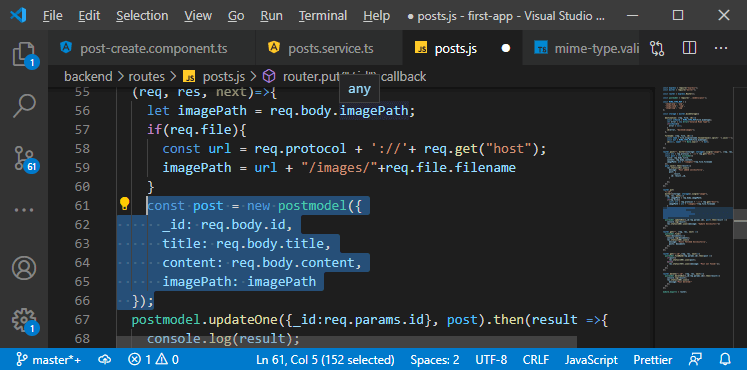 File Edit Selection View Go Run Terminal Help ● posts.js - first-app - Visual Studio ...
post-create.component.ts posts.service.ts JS posts.js ● mime-type.vali
backend > routes > JS posts.js > router.put("/:id") callback
any
55 (req, res, next)=>{
56 let imagePath = req.body.imagePath;
57 if(req.file){
58 const url = req.protocol + '://'+ req.get("host");
59 imagePath = url + "/images/"+req.file.filename
60 }
61 const post = new postmodel({
62 _id: req.body.id,
63 title: req.body.title,
64 content: req.body.content,
65 imagePath: imagePath
66 });
67 postmodel.updateOne({_id:req.params.id}, post).then(result =>{
68 console.log(result);
1
61
1
master*+ 1 0 Ln 61, Col 5 (152 selected) Spaces: 2 UTF-8 CRLF JavaScript Prettier